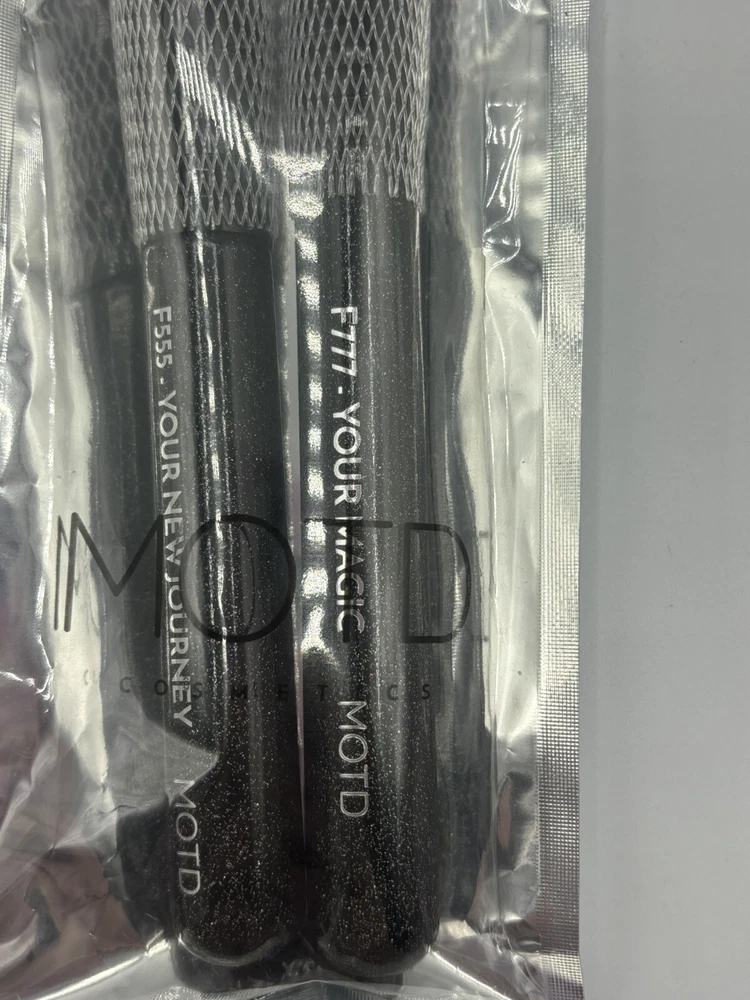 F555 - YOUR NEW JOURNEY MOTD
F777 - YOUR MAGIC MOTD
MOTD
COSMETICS